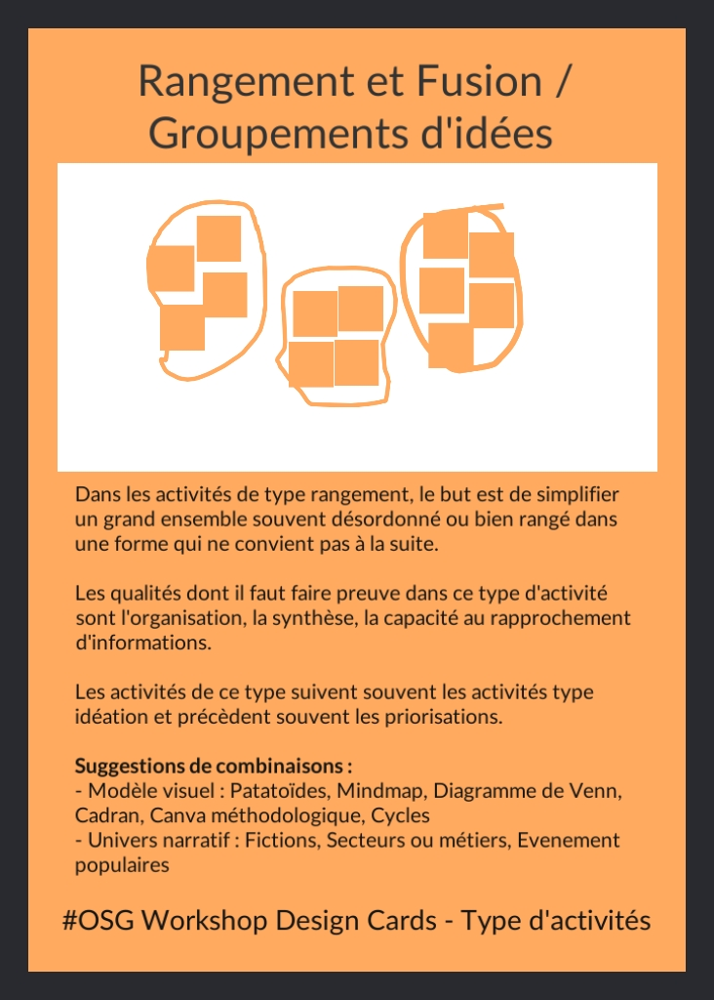 Rangement et Fusion /
Groupements d'idées
Dans les activités de type rangement, le but est de simplifier
un grand ensemble souvent désordonné ou bien rangé dans
une forme qui ne convient pas à la suite.
Les qualités dont il faut faire preuve dans ce type d'activité
sont l'organisation, la synthèse, la capacité au rapprochement
d'informations.
Les activités de ce type suivent souvent les activités type
idéation et précèdent souvent les priorisations.
Suggestions de combinaisons :
- Modèle visuel : Patatoïdes, Mindmap, Diagramme de Venn,
Cadran, Canva méthodologique, Cycles
- Univers narratif : Fictions, Secteurs ou métiers, Evenement
populaires
#OSG Workshop Design Cards - Type d'activités